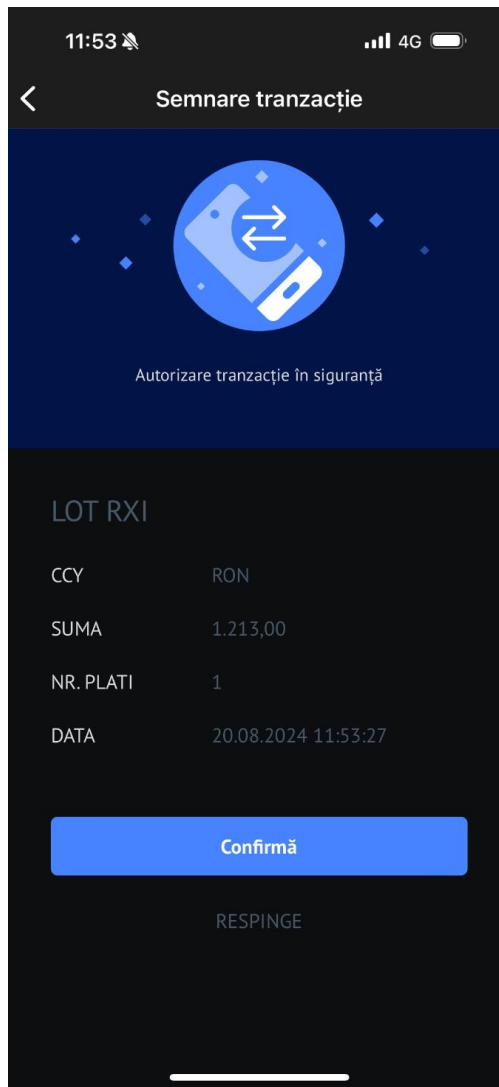 11:53
4G
Semnare tranzacție
Autorizare tranzacție în siguranță
LOT RXI
CCY RON
SUMA 1.213,00
NR. PLATI 1
DATA 20.08.2024 11:53:27
Confirmă
RESPINGE